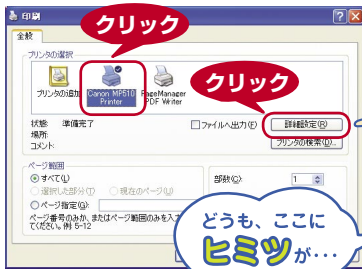 印刷
クリック
全般
プリンタの選択
プリンタの追加
Canon MP510
Printer
PageManager
PDF Writer
クリック
状態: 準備完了
場所:
コメント:
ファイルへ出力(F)
詳細設定(R)
プリンタの検索(D)...
ページ範囲
すべて(L)
選択した部分(T)
現在のページ(U)
ページ指定(G):
ページ番号のみか、またはページ範囲のみを入
てください。例 5-12
部数(C):
1
どうも、ここに
ヒミツが・・・